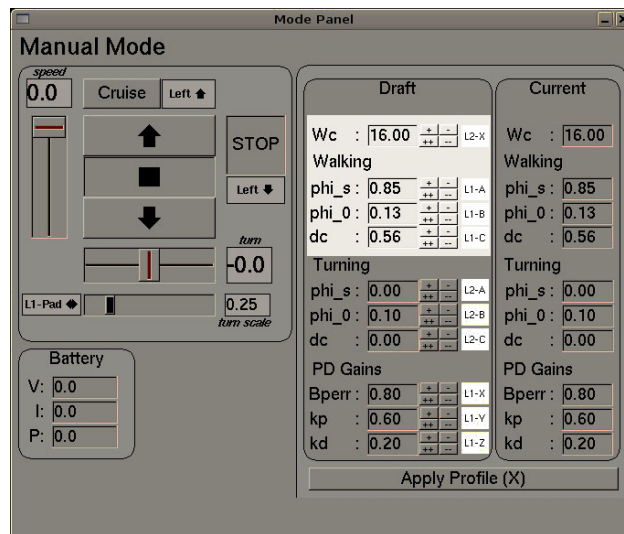 Mode Panel
Manual Mode
speed
0.0
Cruise
Left
STOP
Left
turn
-0.0
L1-Pad
0.25
turn scale
Battery
V: 0.0
I: 0.0
P: 0.0
Draft
Wc : 16.00 + - ++ -- L2-X
Walking
phi_s : 0.85 + - ++ -- L1-A
phi_0 : 0.13 + - ++ -- L1-B
dc : 0.56 + - ++ -- L1-C
Turning
phi_s : 0.00 + - ++ -- L2-A
phi_0 : 0.10 + - ++ -- L2-B
dc : 0.00 + - ++ -- L2-C
PD Gains
Bperr : 0.80 + - ++ -- L1-X
kp : 0.60 + - ++ -- L1-Y
kd : 0.20 + - ++ -- L1-Z
Current
Wc : 16.00
Walking
phi_s : 0.85
phi_0 : 0.13
dc : 0.56
Turning
phi_s : 0.00
phi_0 : 0.10
dc : 0.00
PD Gains
Bperr : 0.80
kp : 0.60
kd : 0.20
Apply Profile (X)